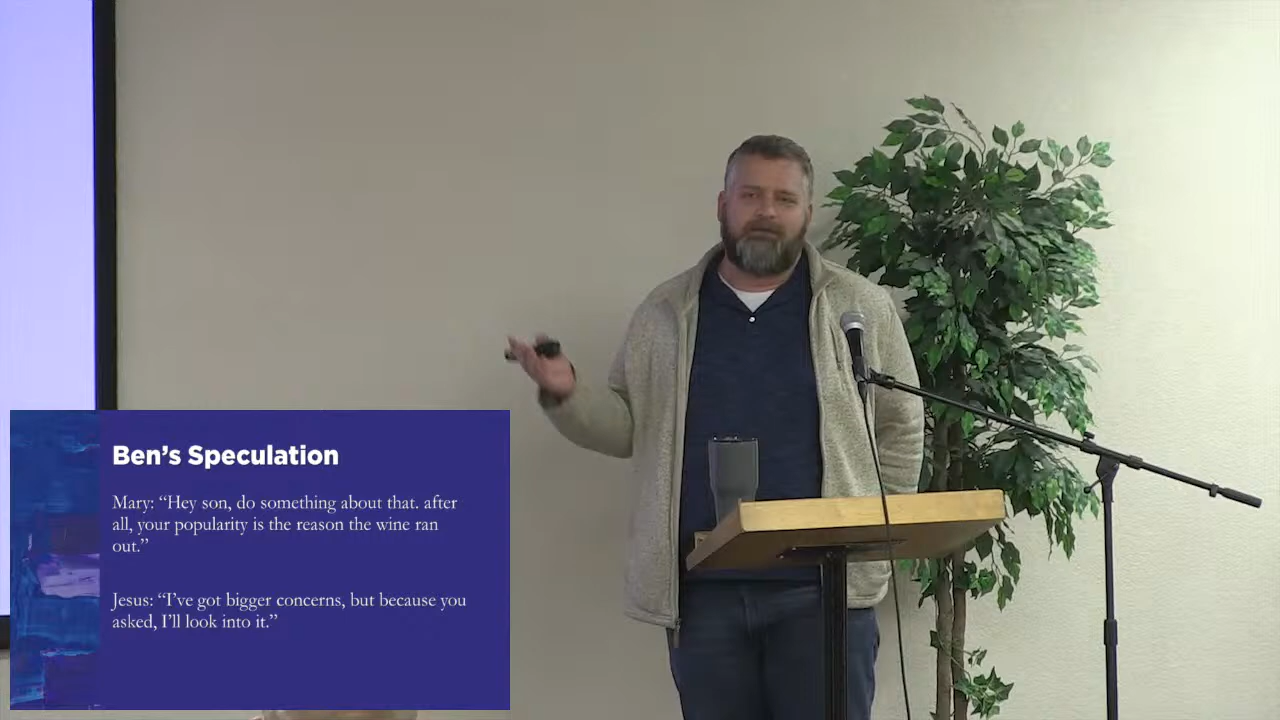 Ben's Speculation
Mary: “Hey son, do something about that. after
all, your popularity is the reason the wine ran
out.”
Jesus: “I've got bigger concerns, but because you
asked, I'll look into it.”